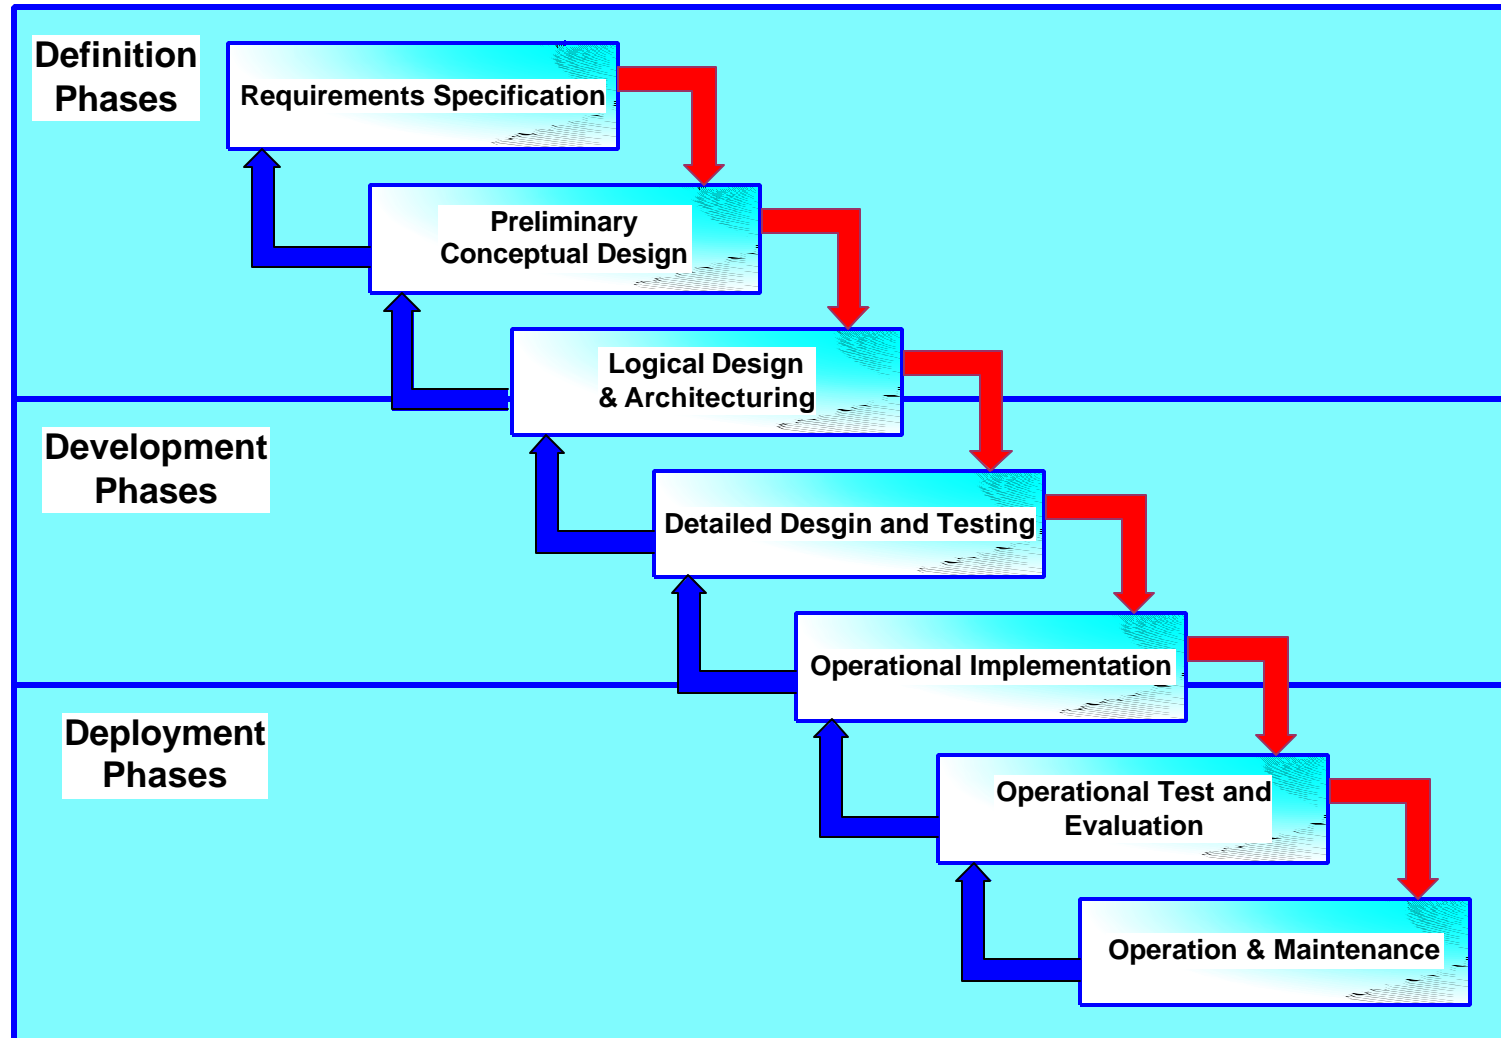 Definition
Phases
Requirements Specification
Preliminary
Conceptual Design
Logical Design
& Architecturing
Development
Phases
Detailed Desgin and Testing
Operational Implementation
Deployment
Phases
Operational Test and
Evaluation
Operation & Maintenance